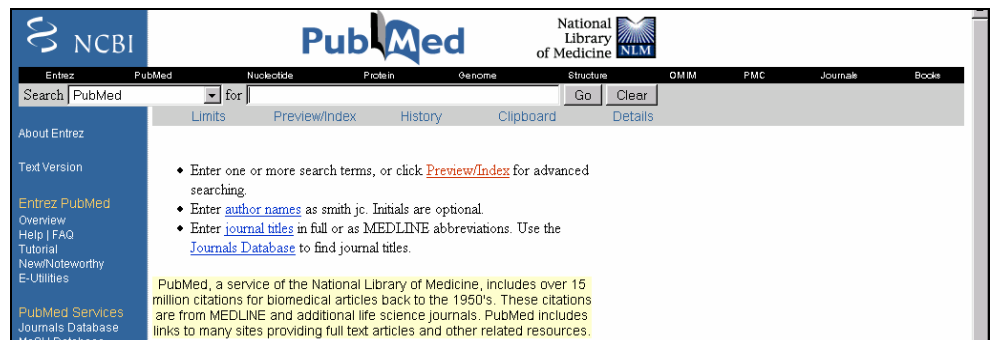 NCBI
PubMed
National
Library
of Medicine NLM
Entrez PubMed Nucleotide Protein Genome Structure OMIM PMC Journals Books
Search PubMed for Go Clear
Limits Preview/Index History Clipboard Details
About Entrez
Text Version
Entrez PubMed
Overview
Help | FAQ
Tutorial
New/Noteworthy
E-Utilities
PubMed Services
Journals Database
MeSH Database
Enter one or more search terms, or click Preview/Index for advanced
searching.
Enter author names as smith jc. Initials are optional.
Enter journal titles in full or as MEDLINE abbreviations. Use the
Journals Database to find journal titles.
PubMed, a service of the National Library of Medicine, includes over 15
million citations for biomedical articles back to the 1950's. These citations
are from MEDLINE and additional life science journals. PubMed includes
links to many sites providing full text articles and other related resources.